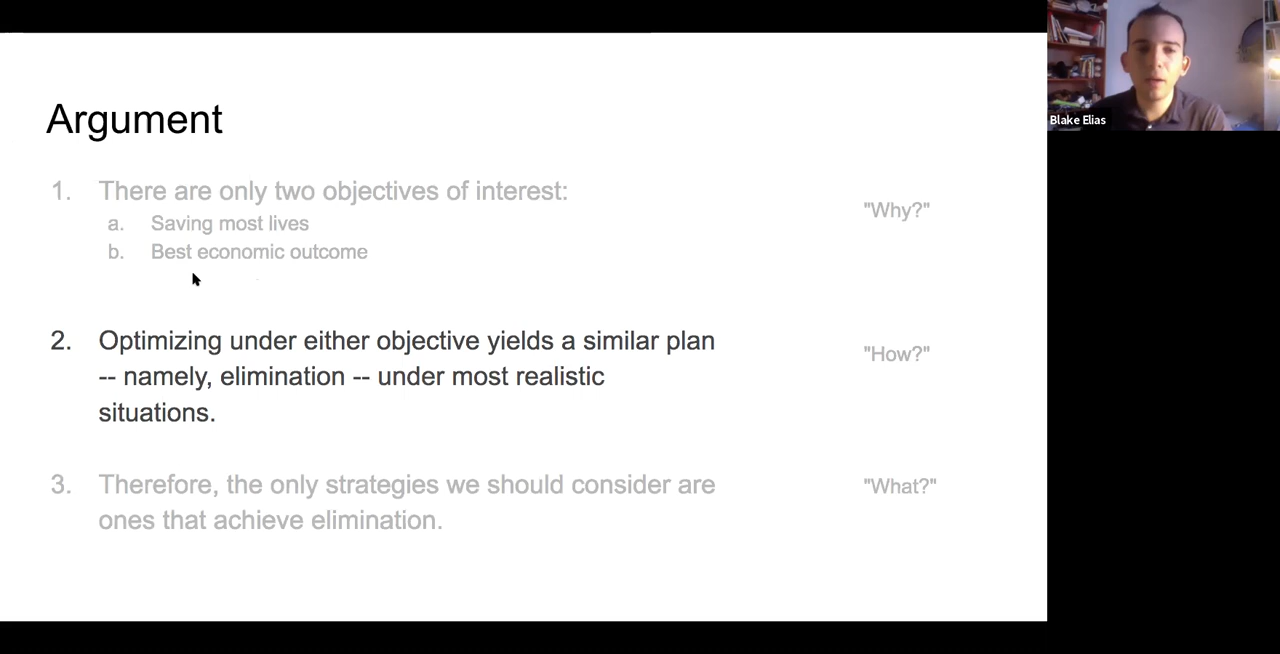 Argument
1. There are only two objectives of interest:
a. Saving most lives
b. Best economic outcome
"Why?"
2. Optimizing under either objective yields a similar plan
-- namely, elimination -- under most realistic
situations.
"How?"
3. Therefore, the only strategies we should consider are
ones that achieve elimination.
"What?"
Blake Elias